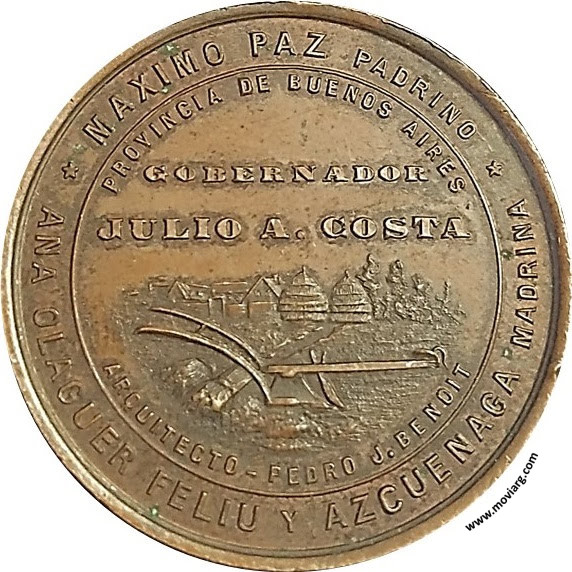 MAXIMO PAZ PADRINO
PROVINCIA DE BUENOS AIRES
GOBERNADOR
JULIO A. COSTA
ARCULTECTO - PEDRO J. BENOIT
★ ANA OLAGUER FELIU Y AZCUENAGA MADRINA ★
www.moviarg.com